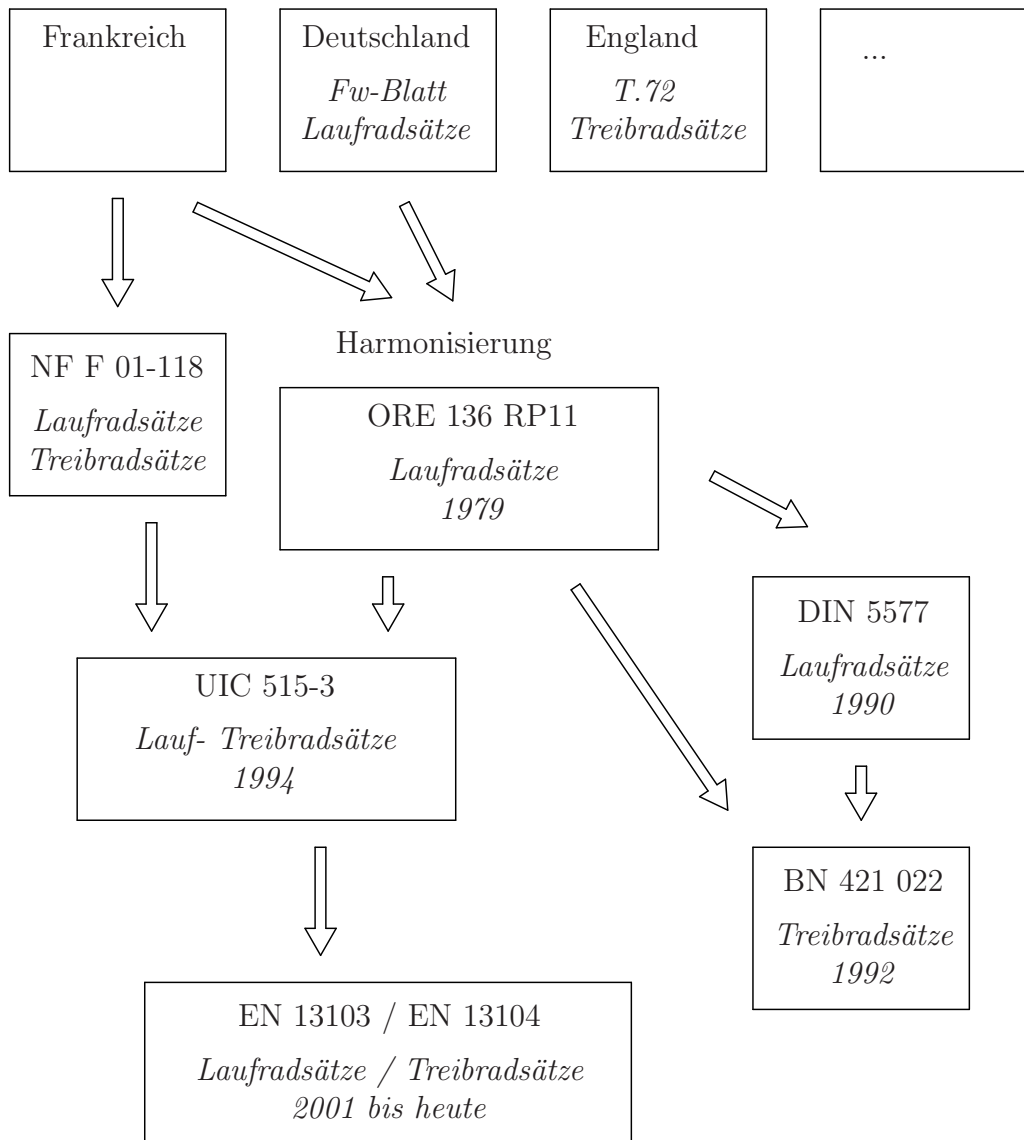 Frankreich
Deutschland
Fw-Blatt
Laufradsätze
England
T.72
Treibradsätze
...
NF F 01-118
Laufradsätze
Treibradsätze
Harmonisierung
ORE 136 RP11
Laufradsätze
1979
DIN 5577
Laufradsätze
1990
UIC 515-3
Lauf- Treibradsätze
1994
BN 421 022
Treibradsätze
1992
EN 13103 / EN 13104
Laufradsätze / Treibradsätze
2001 bis heute